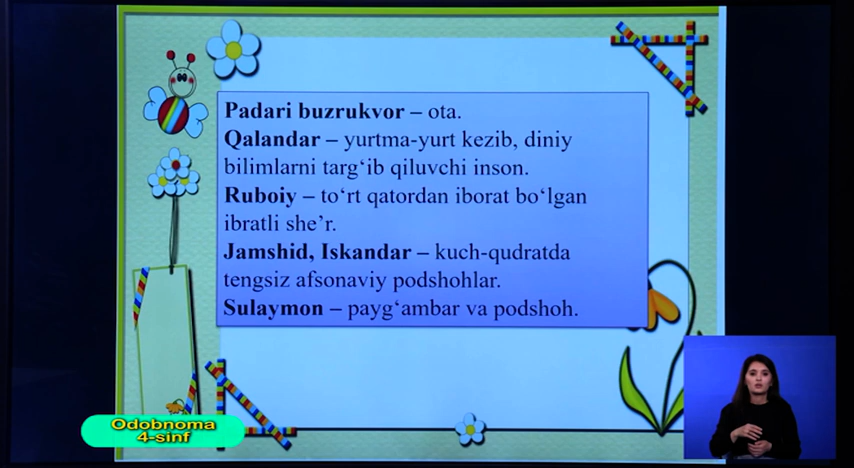 Padari buzrukvor – ota.
Qalandar – yurtma-yurt kezib, diniy
bilimlarni targ‘ib qiluvchi inson.
Ruboiy – to‘rt qatordan iborat bo‘lgan
ibratli she’r.
Jamshid, Iskandar – kuch-qudratda
tengsiz afsonaviy podshohlar.
Sulaymon – payg‘ambar va podshoh.
Odobnoma
4-sinf